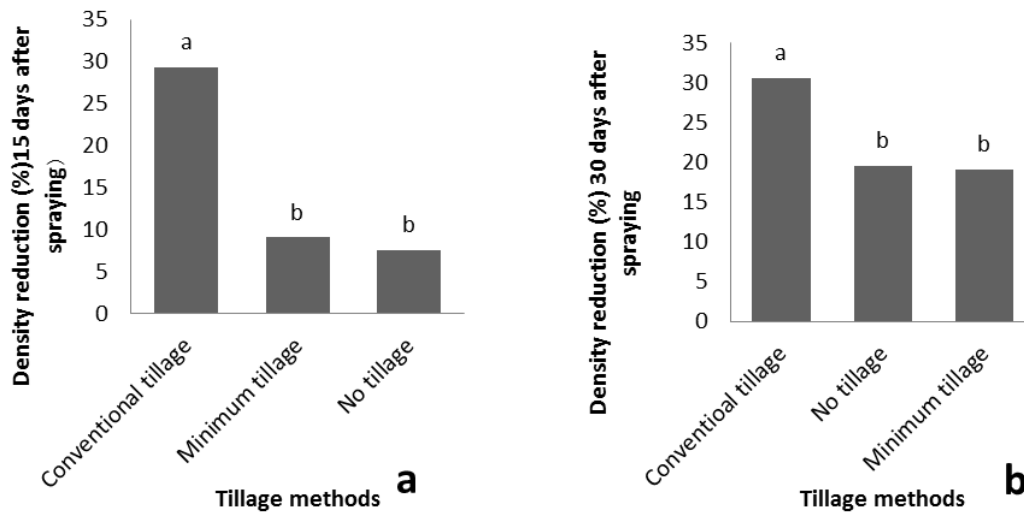 Density reduction (%)15 days after
spraying）
35
30
25
20
15
10
5
0
a
b
b
Conventional tillage
Minimum tillage
No tillage
Tillage methods
a
Density reduction (%) 30 days after
spraying
35
30
25
20
15
10
5
0
a
b
b
Conventioal tillage
No tillage
Minimum tillage
Tillage methods
b